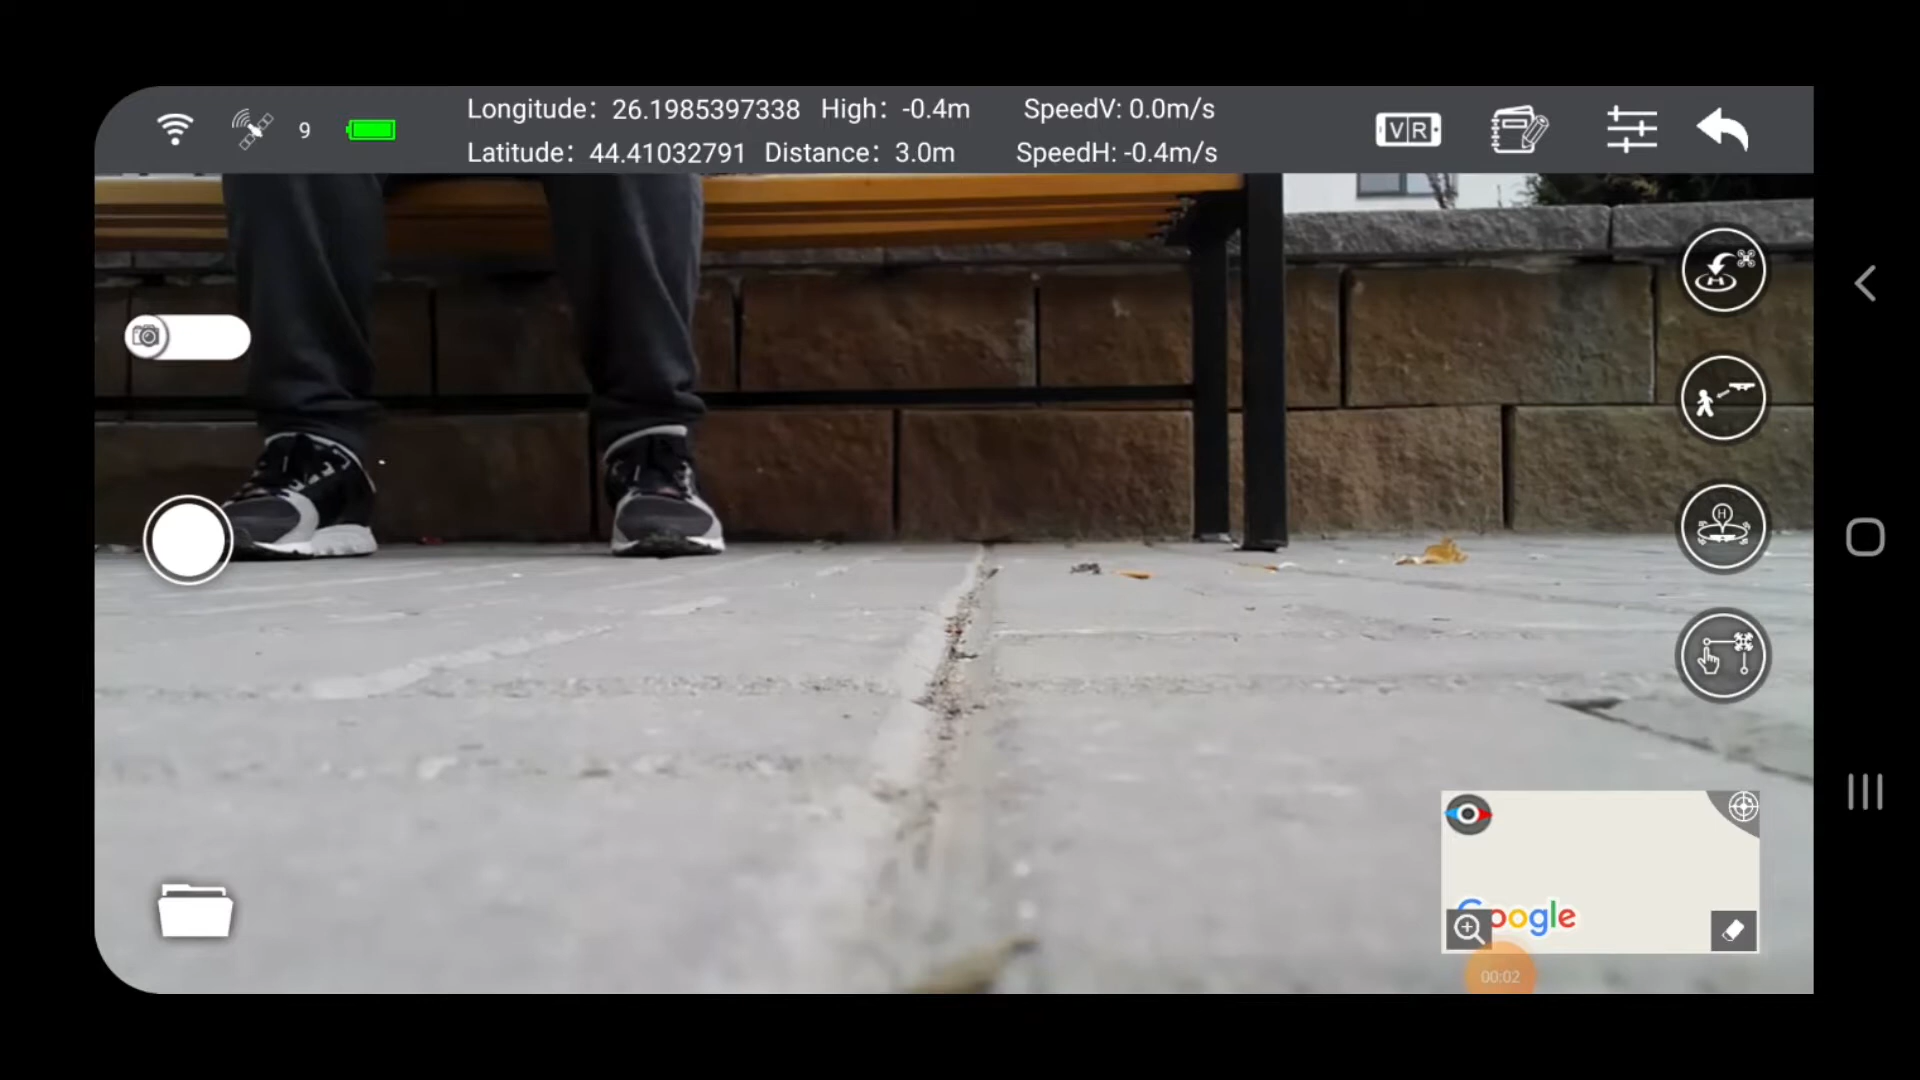 9
Longitude： 26.1985397338 High： -0.4m SpeedV: 0.0m/s
Latitude： 44.41032791 Distance： 3.0m SpeedH: -0.4m/s
VR
H
H
Google
00:02